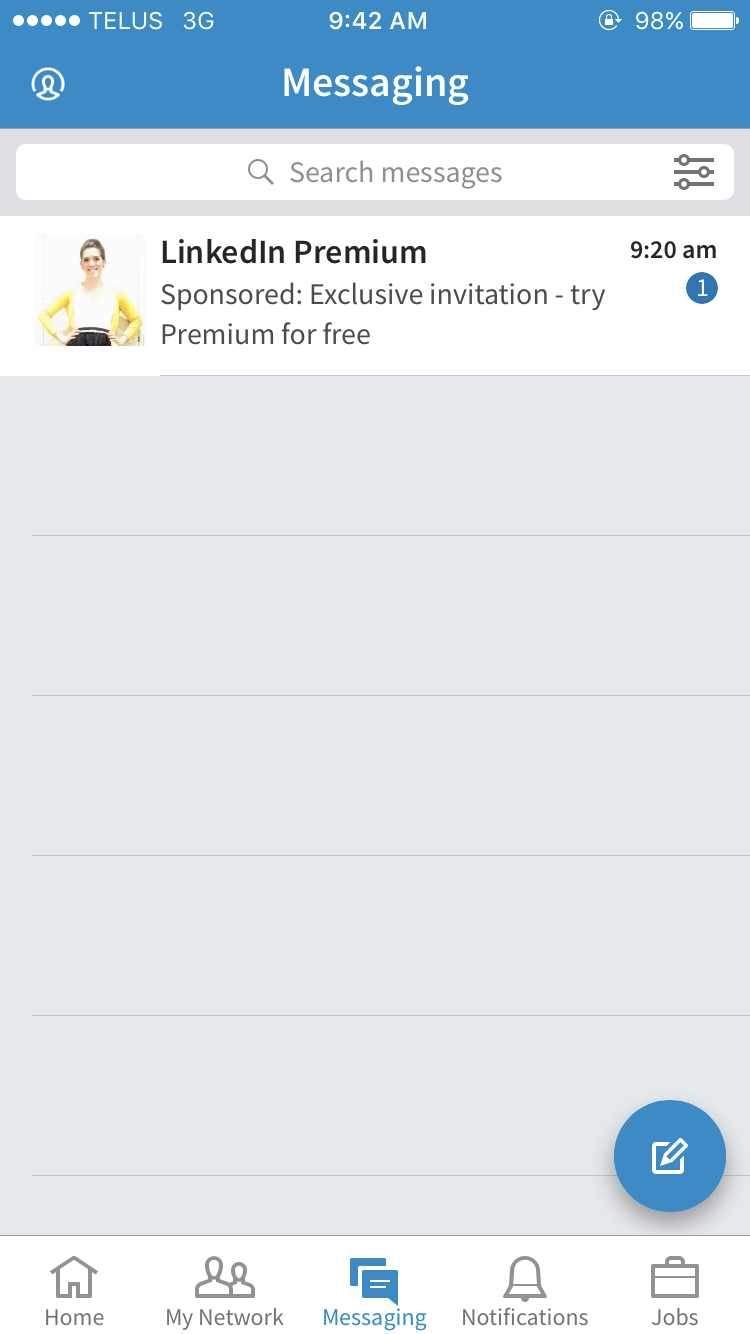 TELUS 3G 9:42 AM 98%
Messaging
Search messages
LinkedIn Premium 9:20 am
Sponsored: Exclusive invitation - try 1
Premium for free
Home My Network Messaging Notifications Jobs